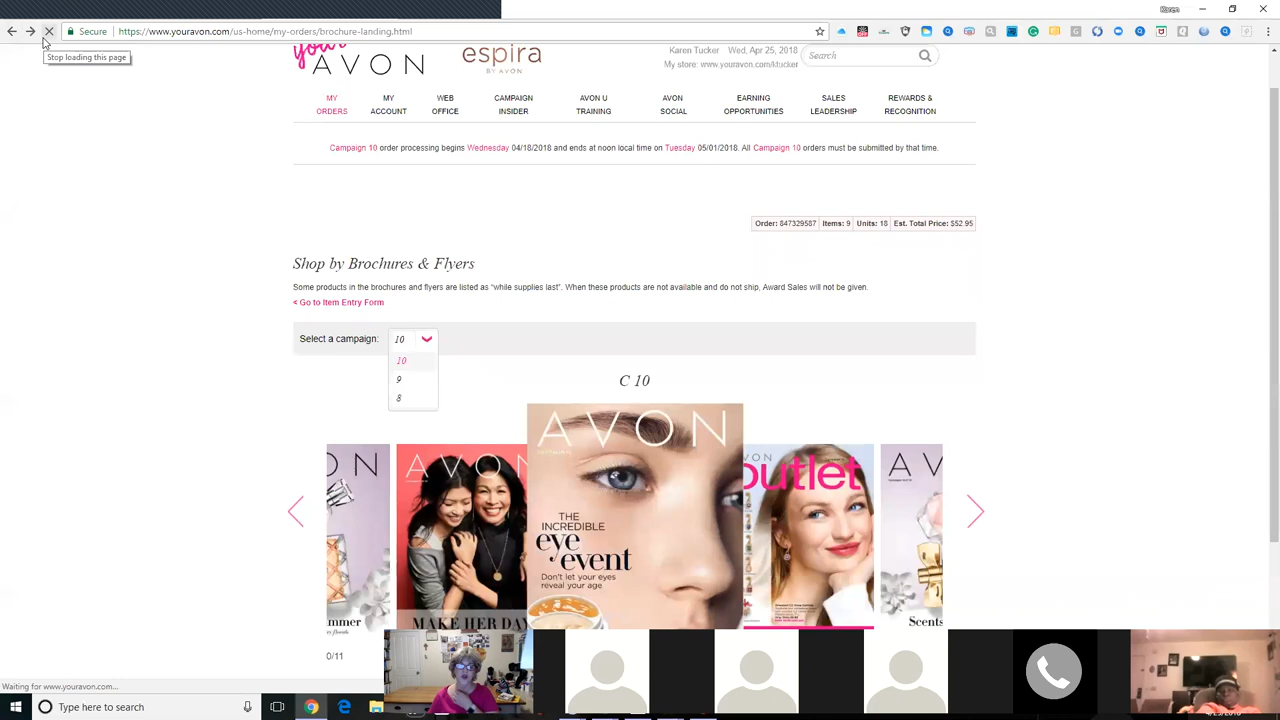 Karen
Secure
https://www.youravon.com/us-home/my-orders/brochure-landing.html
Stop loading this page
your
AVON
espira
BY AVON
Karen Tucker Wed, Apr 25, 2018
My store: www.youravon.com/ktucker
Search
MY ORDERS
MY ACCOUNT
WEB OFFICE
CAMPAIGN INSIDER
AVON U TRAINING
AVON SOCIAL
EARNING OPPORTUNITIES
SALES LEADERSHIP
REWARDS & RECOGNITION
Campaign 10 order processing begins Wednesday 04/18/2018 and ends at noon local time on Tuesday 05/01/2018. All Campaign 10 orders must be submitted by that time.
Order: 847329587 Items: 9 Units: 18 Est. Total Price: $52.95
Shop by Brochures & Flyers
Some products in the brochures and flyers are listed as "while supplies last". When these products are not available and do not ship, Award Sales will not be given.
< Go to Item Entry Form
Select a campaign: 10
10
9
8
C 10
AVON
THE
INCREDIBLE
eye
event
Don't let your eyes
reveal your age
AVON
MAKE HER DAY
AVON
outlet
Scents
0/11
Waiting for www.youravon.com...
Type here to search